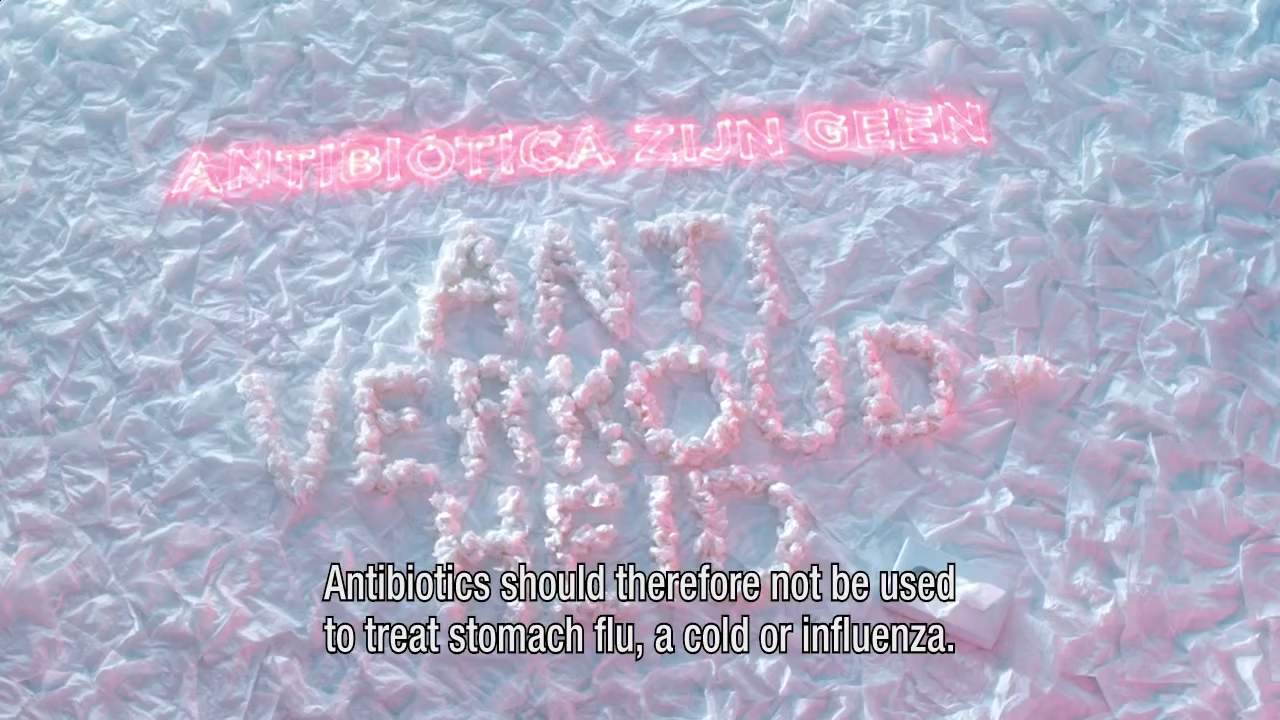 ANTIBIOTICA ZIJN GEEN
ANTI
VERKOUD-
HEID
Antibiotics should therefore not be used
to treat stomach flu, a cold or influenza.